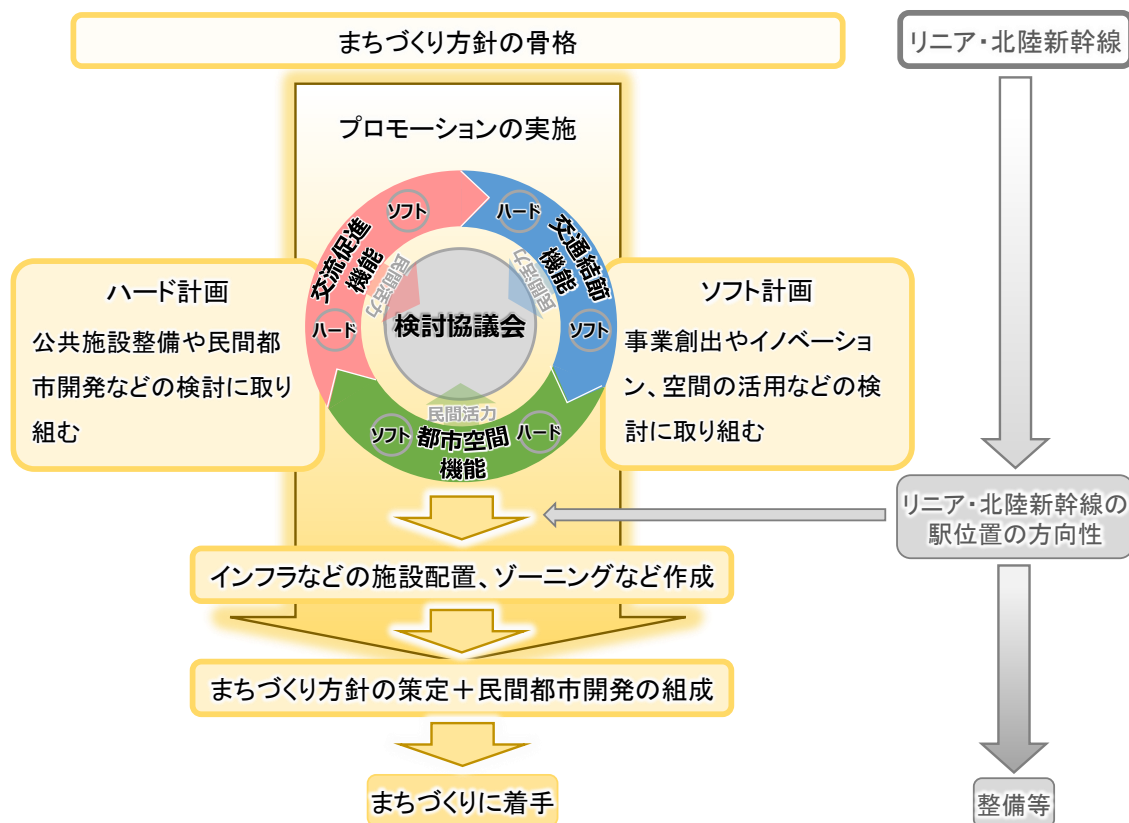 まちづくり方針の骨格
リニア・北陸新幹線
プロモーションの実施
ソフト
ハード
交流促進
機能
交通結節
機能
民間活力
民間活力
ハード
ソフト
検討協議会
民間活力
ソフト
ハード
都市空間
機能
ハード計画
公共施設整備や民間都
市開発などの検討に取り
組む
ソフト計画
事業創出やイノベーショ
ン、空間の活用などの検
討に取り組む
リニア・北陸新幹線の
駅位置の方向性
インフラなどの施設配置、ゾーニングなど作成
まちづくり方針の策定＋民間都市開発の組成
まちづくりに着手
整備等